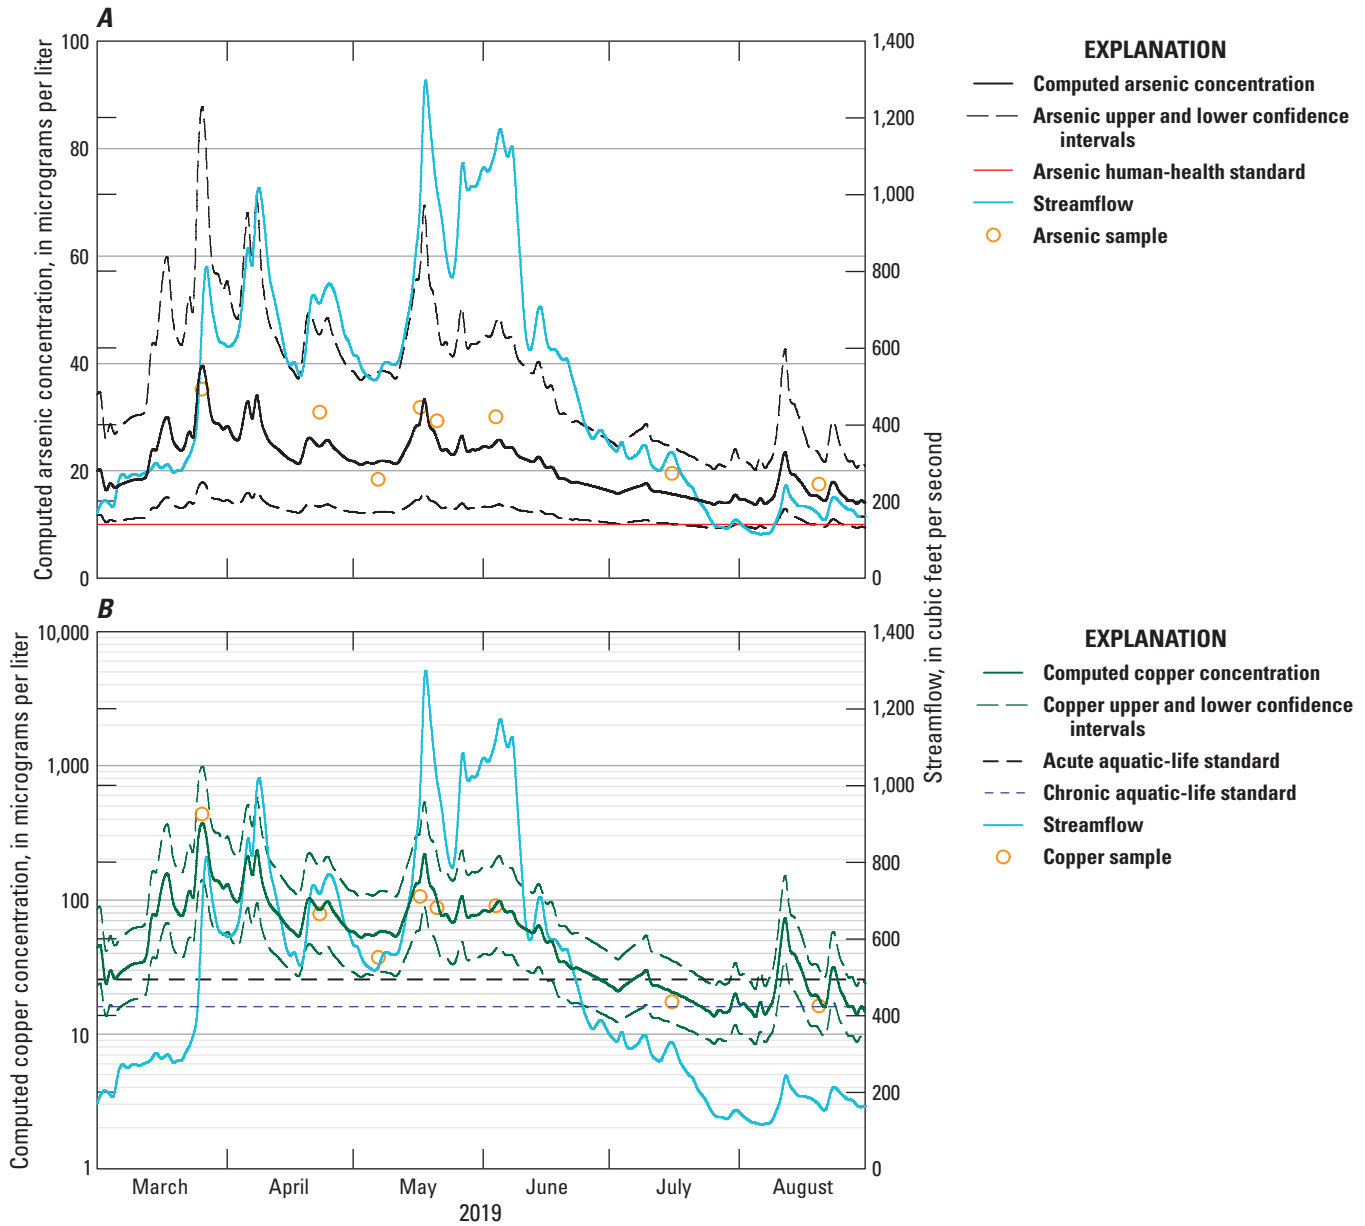 A
Computed arsenic concentration, in micrograms per liter
100
80
60
40
20
0
1,400
1,200
1,000
800
600
400
200
0
EXPLANATION
Computed arsenic concentration
Arsenic upper and lower confidence
intervals
Arsenic human-health standard
Streamflow
Arsenic sample
Streamflow, in cubic feet per second
B
Computed copper concentration, in micrograms per liter
10,000
1,000
100
10
1
1,400
1,200
1,000
800
600
400
200
0
EXPLANATION
Computed copper concentration
Copper upper and lower confidence
intervals
Acute aquatic-life standard
Chronic aquatic-life standard
Streamflow
Copper sample
March April May June July August
2019